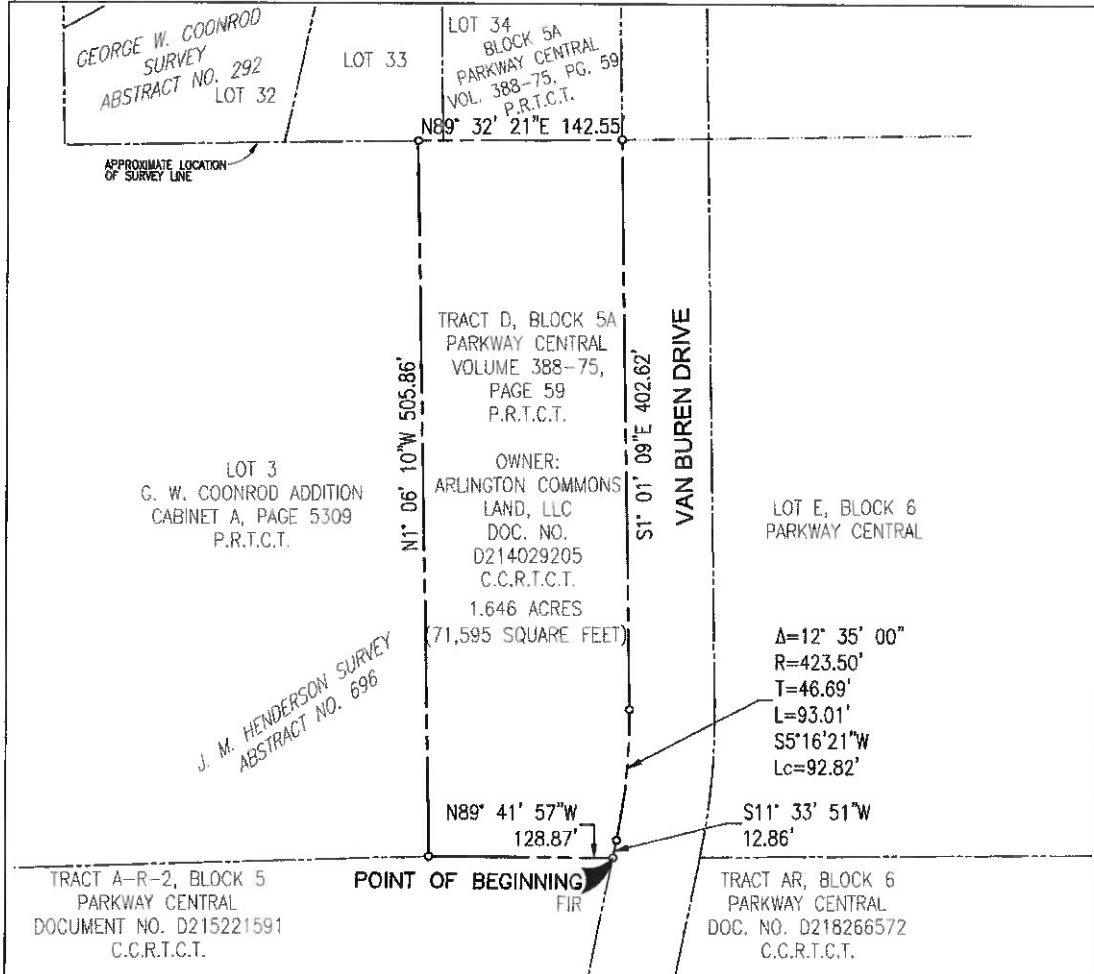 GEORGE W. COONROD
SURVEY
ABSTRACT NO. 292
LOT 32
LOT 33
LOT 34
BLOCK 5A
PARKWAY CENTRAL
VOL. 388-75, PG. 59
P.R.T.C.T.
N89° 32' 21"E 142.55'
APPROXIMATE LOCATION
OF SURVEY LINE
TRACT D, BLOCK 5A
PARKWAY CENTRAL
VOLUME 388-75,
PAGE 59
P.R.T.C.T.
OWNER:
ARLINGTON COMMONS
LAND, LLC
DOC. NO.
D214029205
C.C.R.T.C.T.
1.646 ACRES
(71,595 SQUARE FEET)
N1° 06' 10"W 505.86'
S1° 01' 09"E 402.62'
VAN BUREN DRIVE
LOT 3
G. W. COONROD ADDITION
CABINET A, PAGE 5309
P.R.T.C.T.
LOT E, BLOCK 6
PARKWAY CENTRAL
J. M. HENDERSON SURVEY
ABSTRACT NO. 696
Δ=12° 35' 00"
R=423.50'
T=46.69'
L=93.01'
S5°16'21"W
Lc=92.82'
N89° 41' 57"W
128.87'
S11° 33' 51"W
12.86'
POINT OF BEGINNING
FIR
TRACT A-R-2, BLOCK 5
PARKWAY CENTRAL
DOCUMENT NO. D215221591
C.C.R.T.C.T.
TRACT AR, BLOCK 6
PARKWAY CENTRAL
DOC. NO. D218266572
C.C.R.T.C.T.